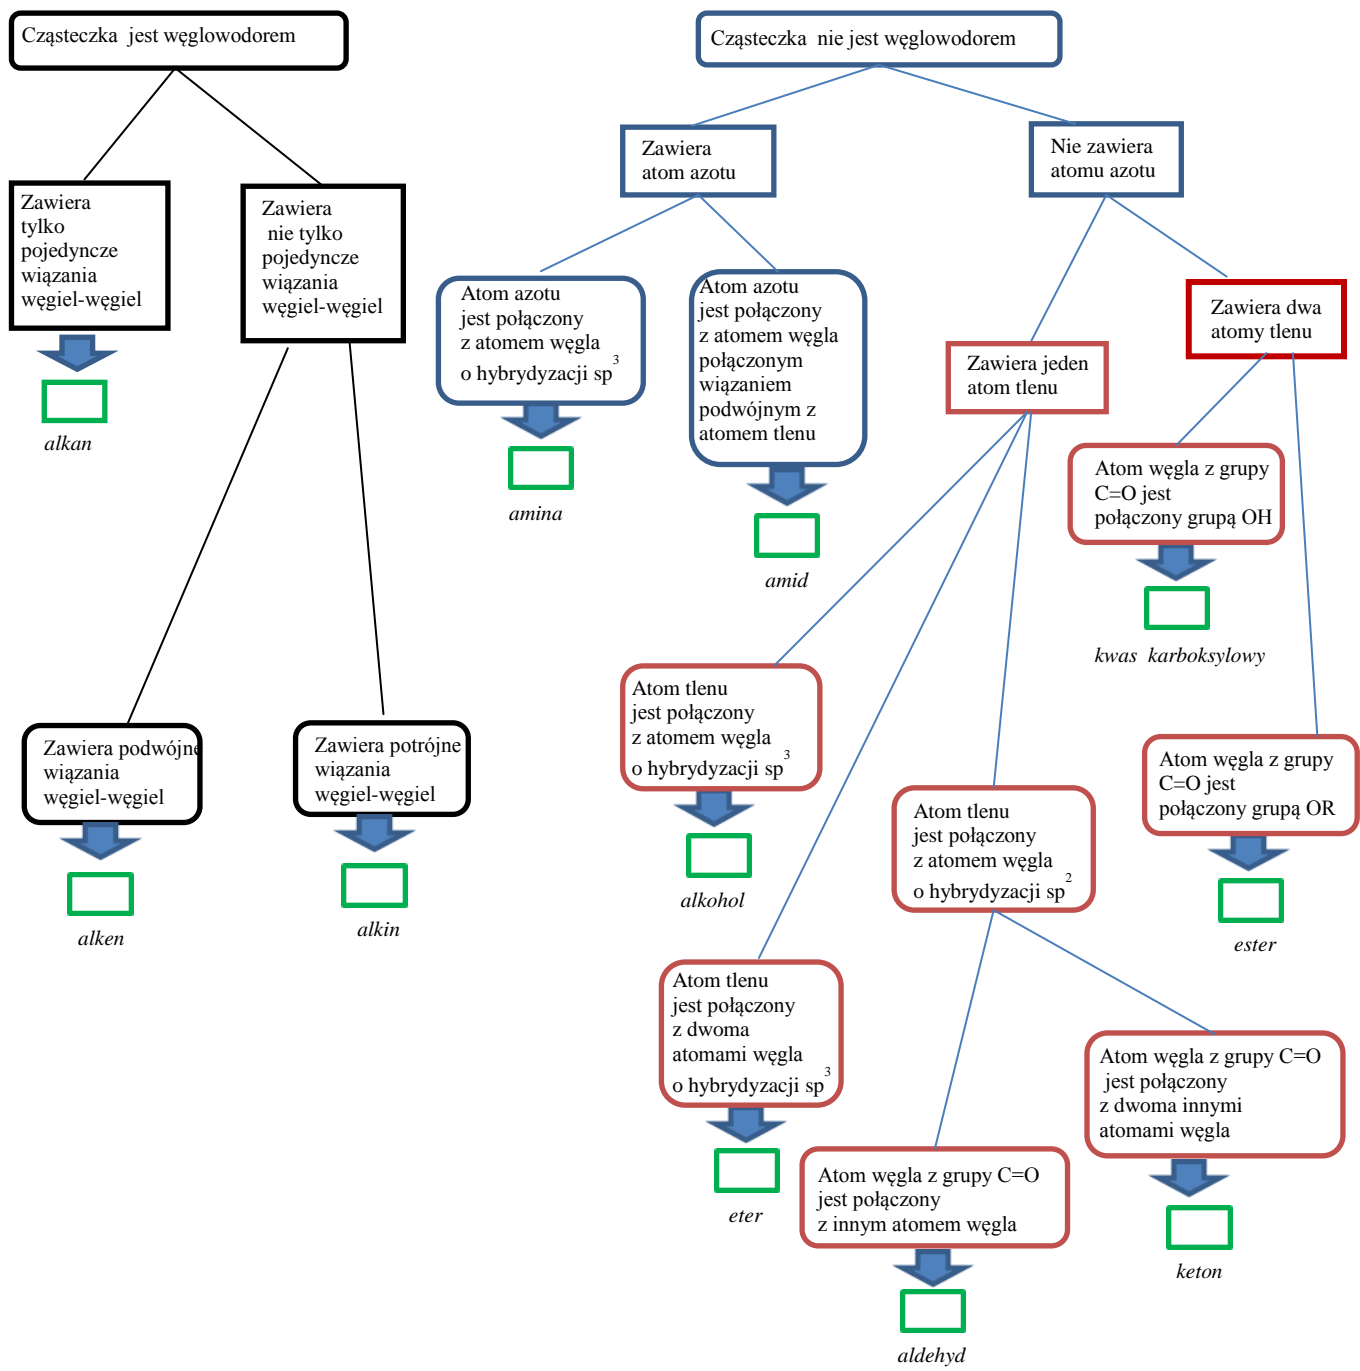 Cząsteczka jest węglowodorem
Zawiera
tylko
pojedyncze
wiązania
węgiel-węgiel
alkan
Zawiera
nie tylko
pojedyncze
wiązania
węgiel-węgiel
Zawiera podwójne
wiązania
węgiel-węgiel
alken
Zawiera potrójne
wiązania
węgiel-węgiel
alkin
Cząsteczka nie jest węglowodorem
Zawiera
atom azotu
Atom azotu
jest połączony
z atomem węgla
o hybrydyzacji sp³
amina
Atom azotu
jest połączony
z atomem węgla
połączonym
wiązaniem
podwójnym z
atomem tlenu
amid
Nie zawiera
atomu azotu
Zawiera jeden
atom tlenu
Atom tlenu
jest połączony
z atomem węgla
o hybrydyzacji sp³
alkohol
Atom tlenu
jest połączony
z dwoma
atomami węgla
o hybrydyzacji sp³
eter
Atom tlenu
jest połączony
z atomem węgla
o hybrydyzacji sp²
Atom węgla z grupy C=O
jest połączony
z innym atomem węgla
aldehyd
Atom węgla z grupy C=O
jest połączony
z dwoma innymi
atomami węgla
keton
Zawiera dwa
atomy tlenu
Atom węgla z grupy
C=O jest
połączony grupą OH
kwas karboksylowy
Atom węgla z grupy
C=O jest
połączony grupą OR
ester